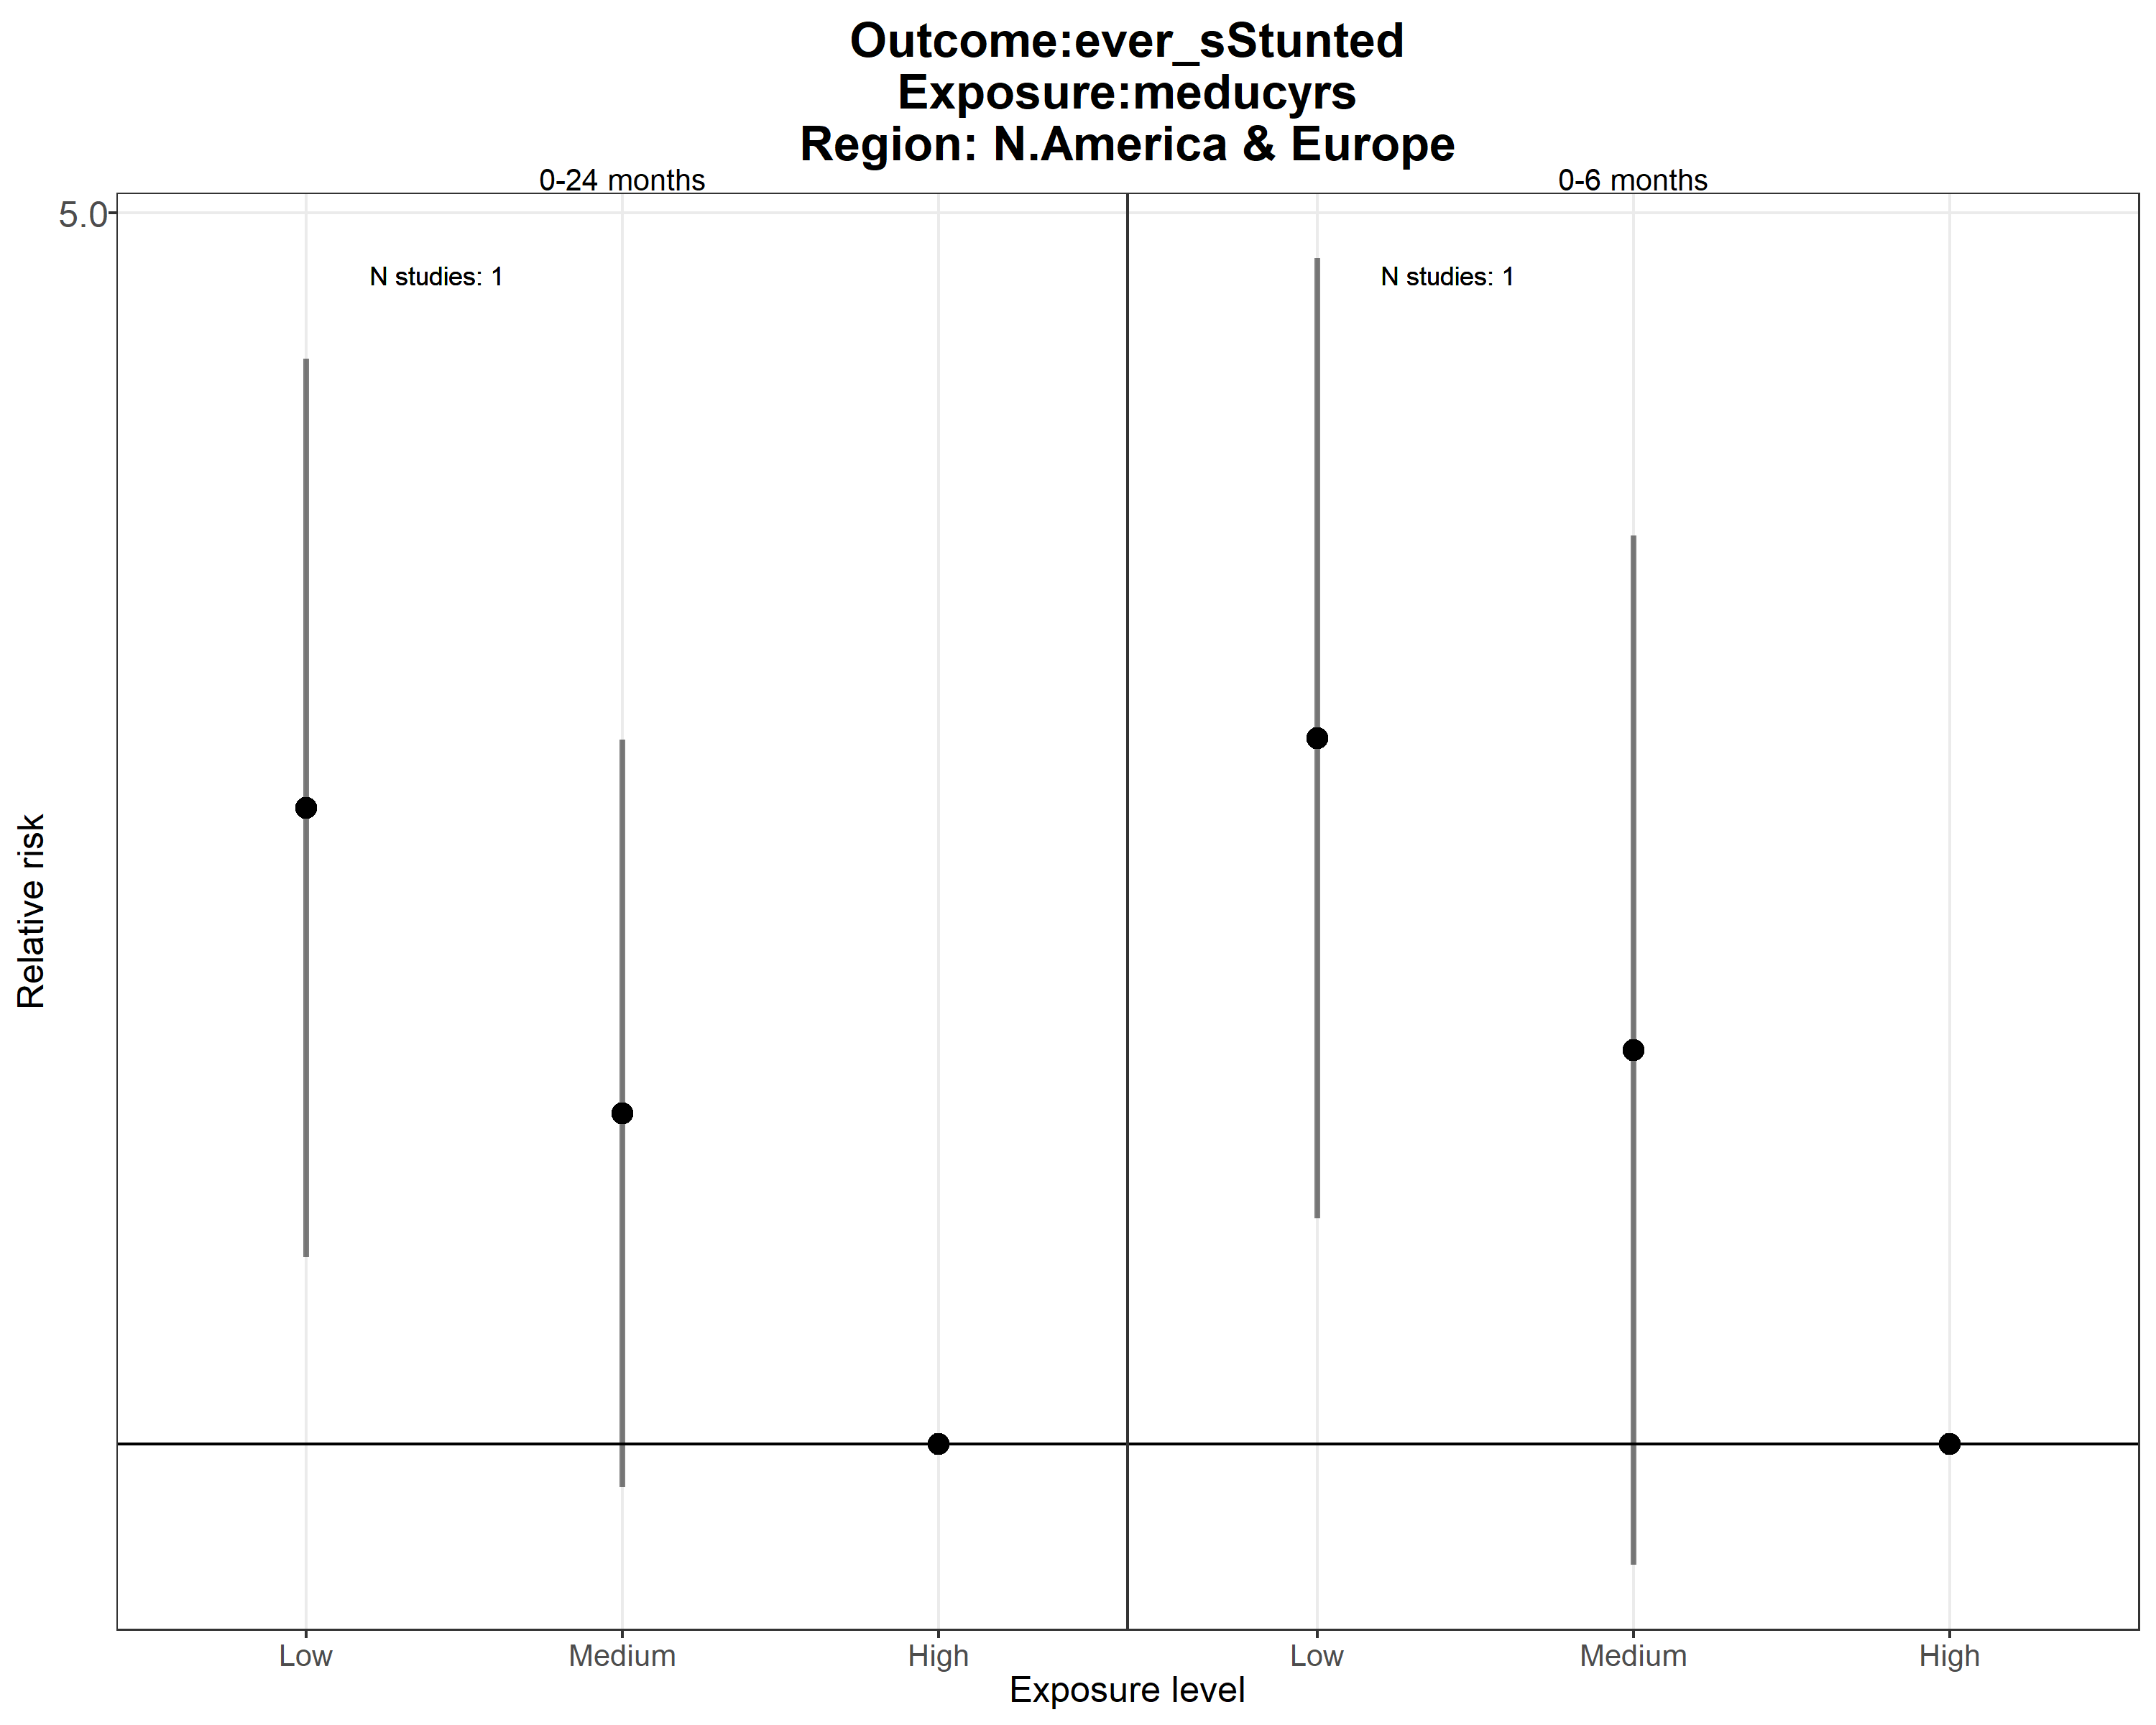 Outcome:ever_sStunted
Exposure:meducyrs
Region: N.America & Europe
0-24 months
0-6 months
5.0
N studies: 1
N studies: 1
Relative risk
Low
Medium
High
Low
Medium
High
Exposure level